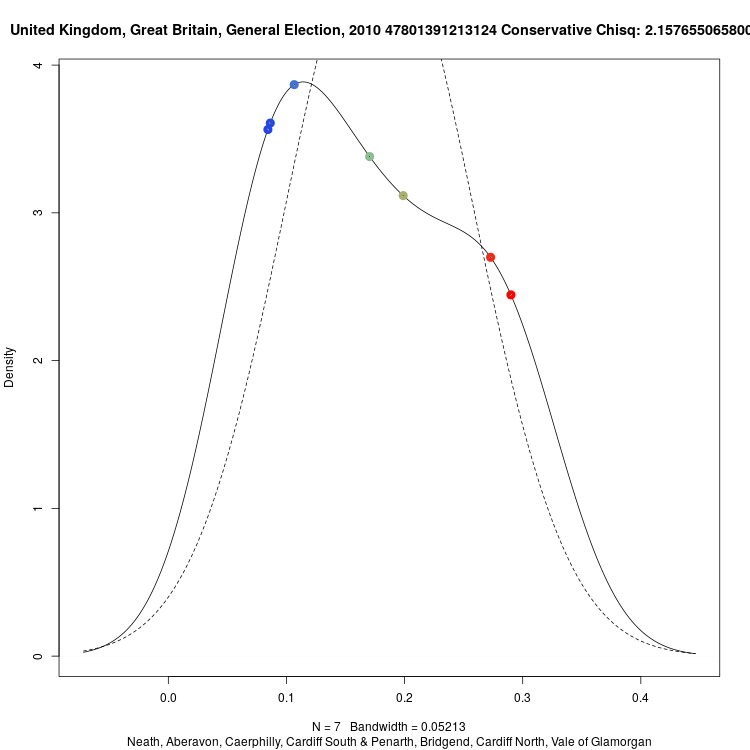 United Kingdom, Great Britain, General Election, 2010 47801391213124 Conservative Chisq: 2.157655065800
4
3
2
1
0
Density
0.0 0.1 0.2 0.3 0.4
N = 7 Bandwidth = 0.05213
Neath, Aberavon, Caerphilly, Cardiff South & Penarth, Bridgend, Cardiff North, Vale of Glamorgan